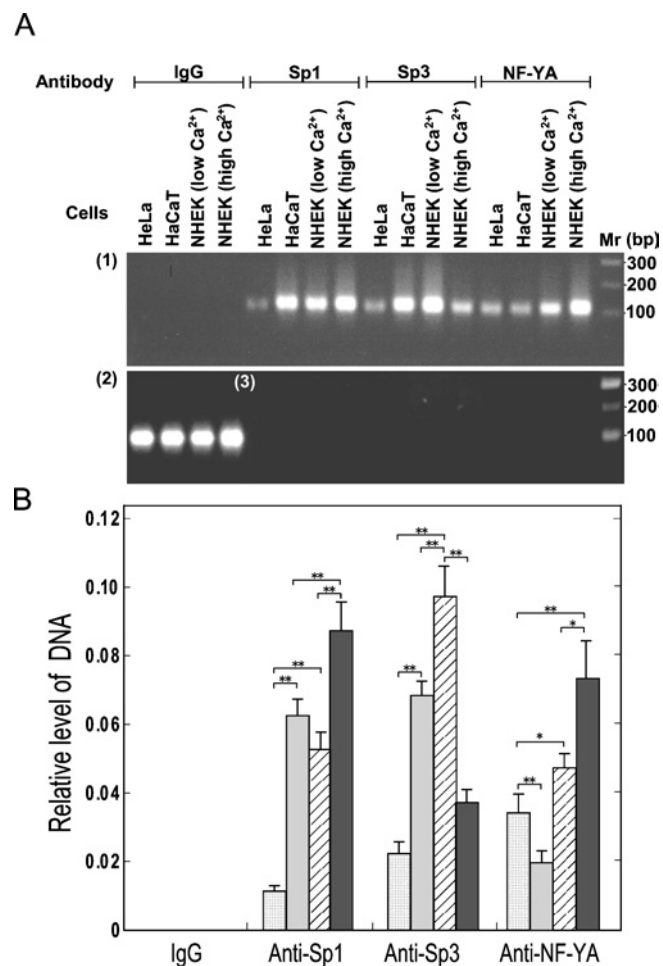 A
Antibody IgG Sp1 Sp3 NF-YA
Cells HeLa HaCaT NHEK (low Ca²⁺) NHEK (high Ca²⁺) HeLa HaCaT NHEK (low Ca²⁺) NHEK (high Ca²⁺) HeLa HaCaT NHEK (low Ca²⁺) NHEK (high Ca²⁺) HeLa HaCaT NHEK (low Ca²⁺) NHEK (high Ca²⁺) Mr (bp)
(1)
300
200
100
(2) (3)
300
200
100
B
Relative level of DNA
0.12
0.10
0.08
0.06
0.04
0.02
0
** ** ** **
** ** ** **
** * * **
IgG Anti-Sp1 Anti-Sp3 Anti-NF-YA